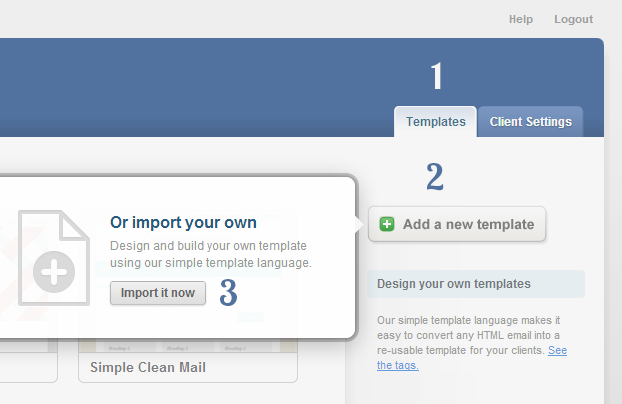 Help Logout
1
Templates Client Settings
2
Add a new template
Or import your own
Design and build your own template
using our simple template language.
Import it now 3
Design your own templates
Our simple template language makes it
easy to convert any HTML email into a
re-usable template for your clients. See
the tags.
Simple Clean Mail